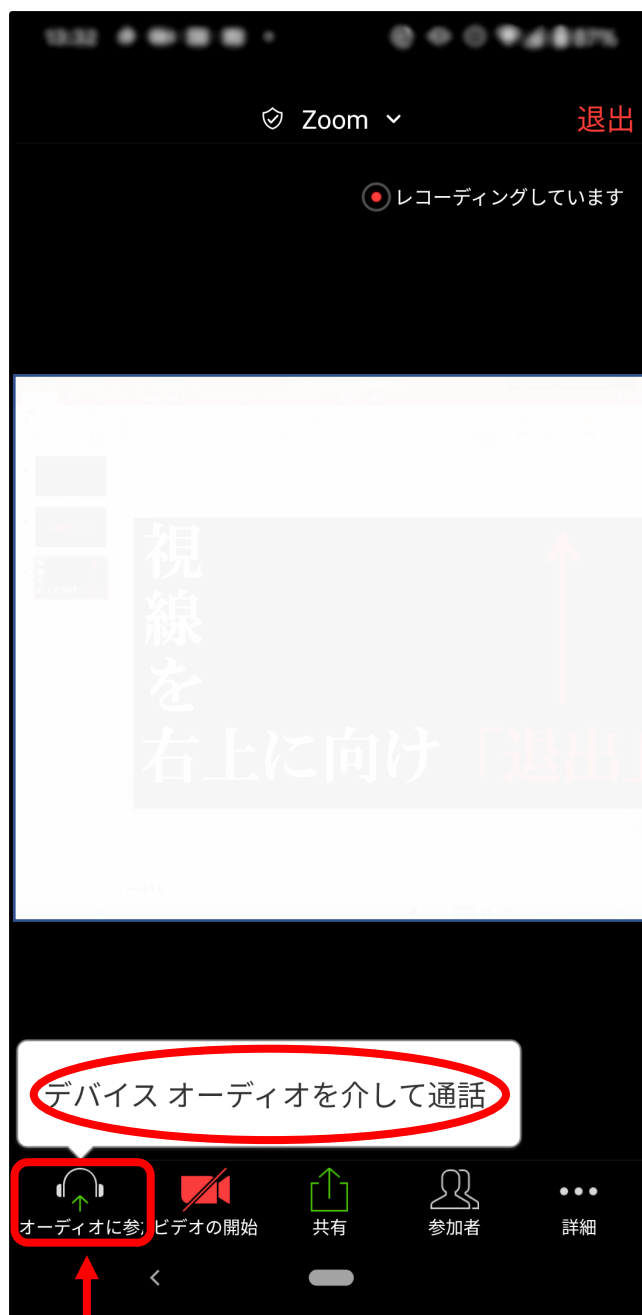 13:32
87%
Zoom
退出
レコーディングしています
視線を
右上に向け「退出」
デバイス オーディオを介して通話
オーディオに参
ビデオの開始
共有
参加者
詳細